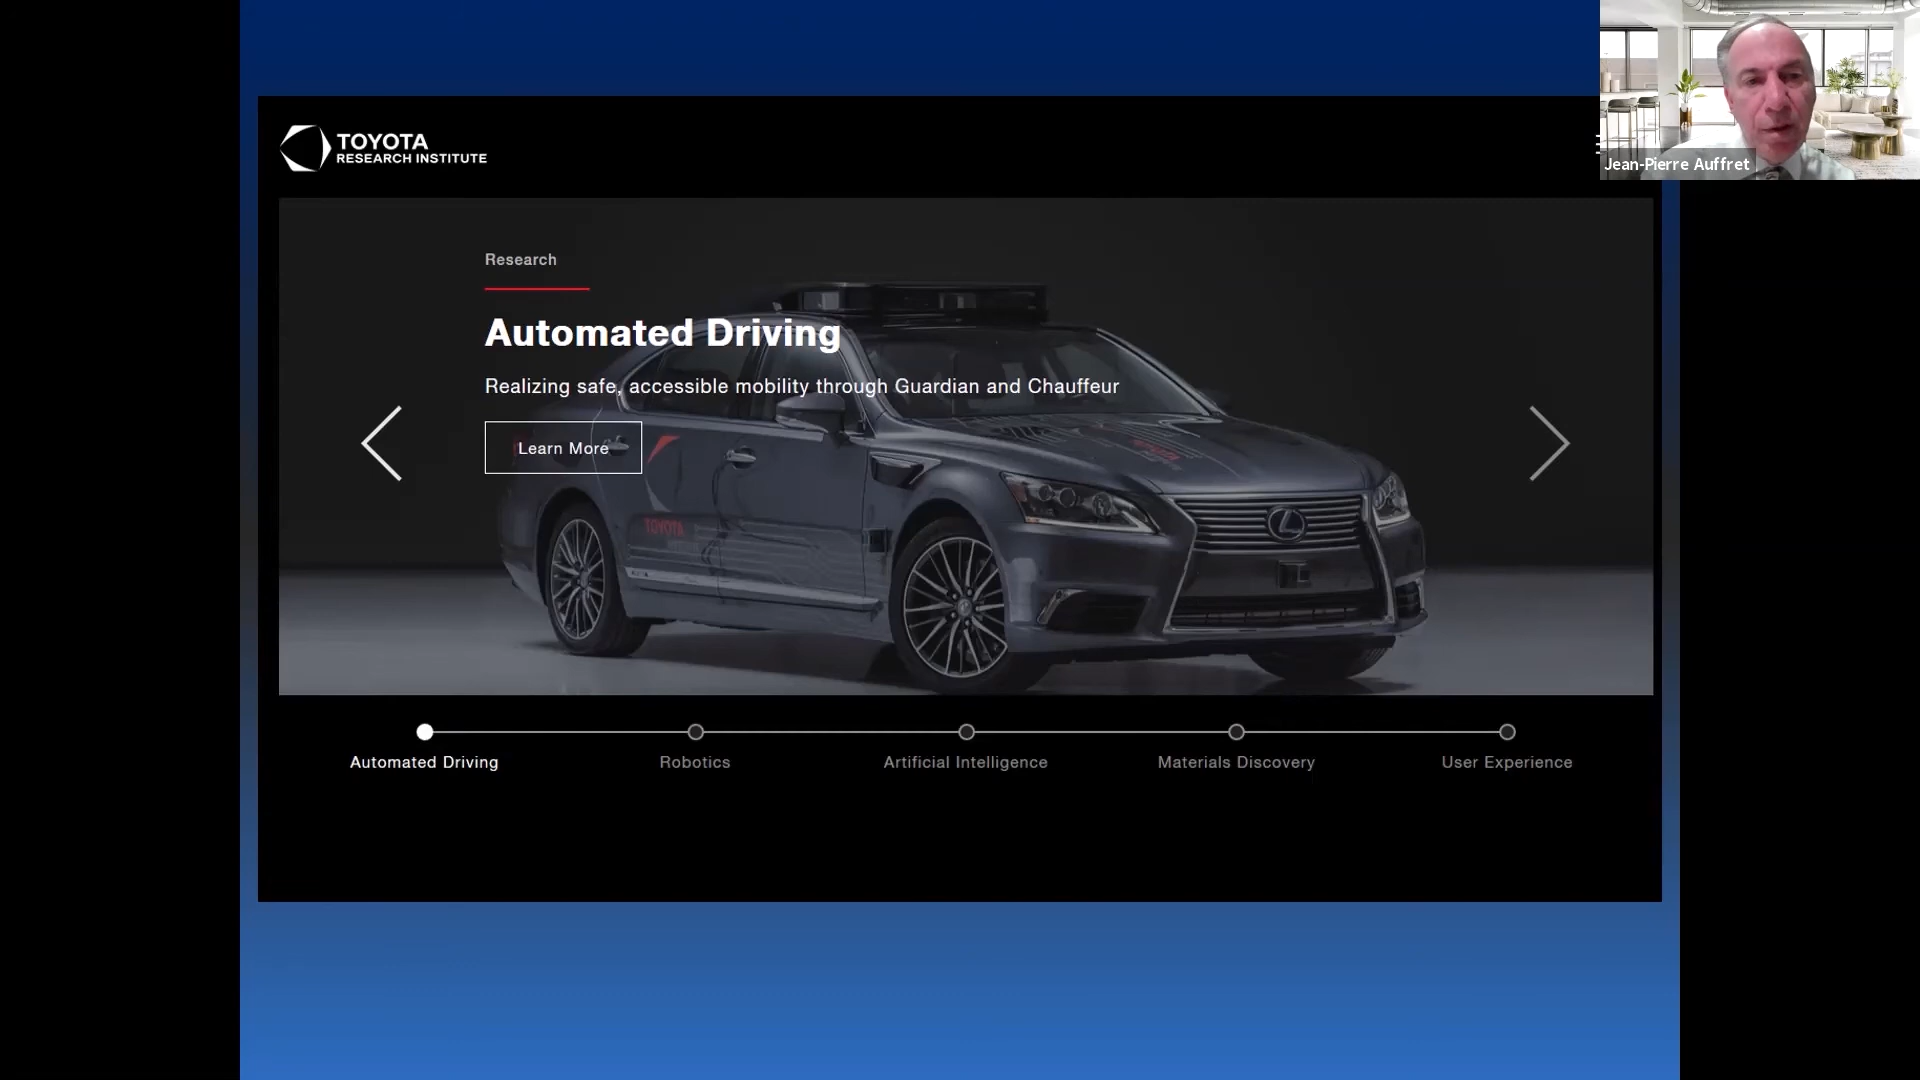 TOYOTA
RESEARCH INSTITUTE
Jean-Pierre Auffret
Research
Automated Driving
Realizing safe, accessible mobility through Guardian and Chauffeur
Learn More
TOYOTA
Automated Driving
Robotics
Artificial Intelligence
Materials Discovery
User Experience